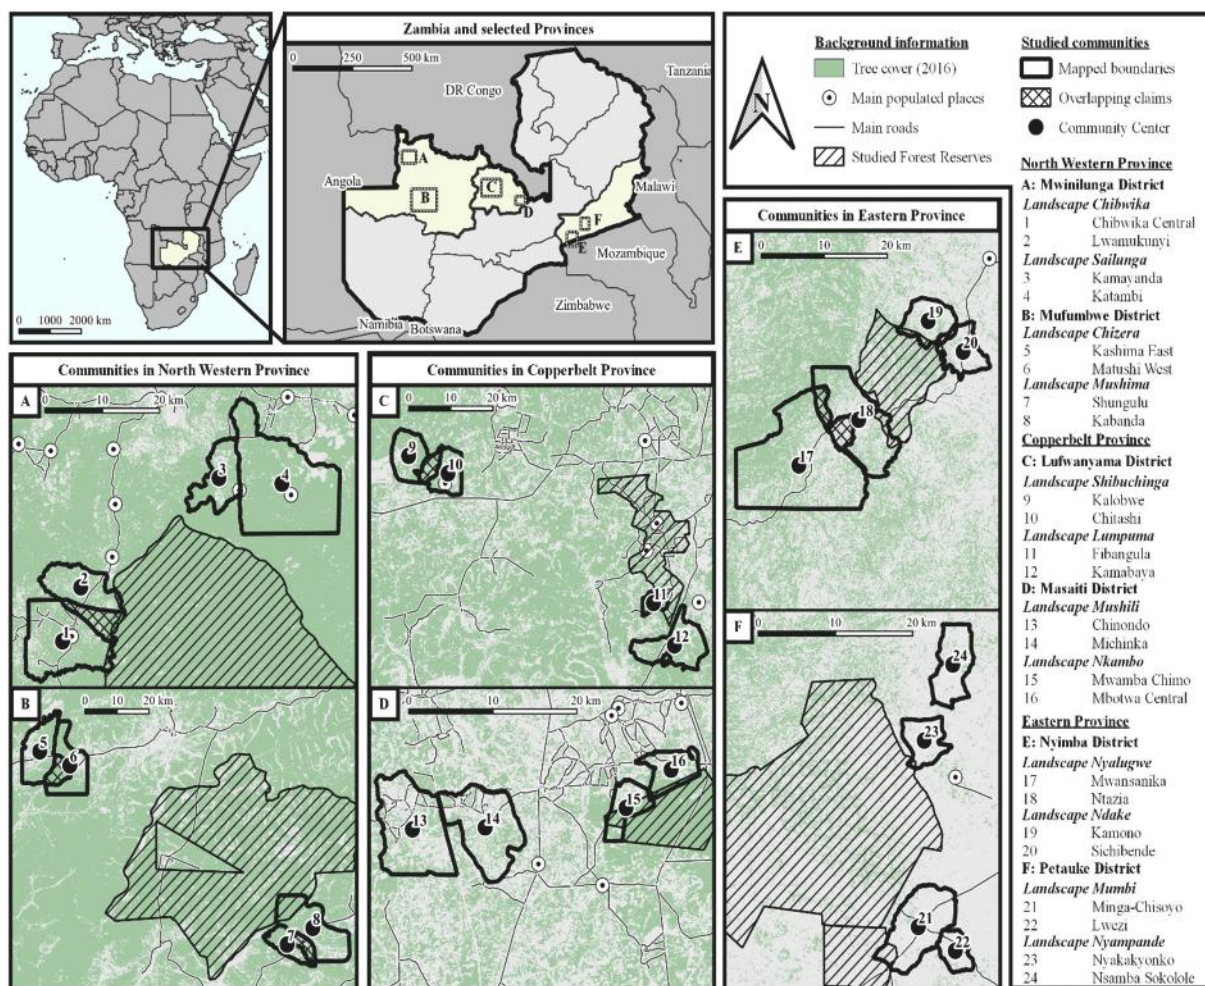 Zambia and selected Provinces
0 250 500 km
Tanzania
DR Congo
Angola
Malawi
Mozambique
Zimbabwe
Namibia
Botswana
A
B
C
D
E
F
0 1000 2000 km
N
Background information
Tree cover (2016)
Main populated places
Main roads
Studied Forest Reserves
Studied communities
Mapped boundaries
Overlapping claims
Community Center
North Western Province
A: Mwinilunga District
Landscape Chibwika
1 Chibwika Central
2 Lwamukunyi
Landscape Sailunga
3 Kamayanda
4 Katambi
B: Mufumbwe District
Landscape Chizera
5 Kashima East
6 Matushi West
Landscape Mushima
7 Shungulu
8 Kabanda
Copperbelt Province
C: Lufwanyama District
Landscape Shibuchinga
9 Kalobwe
10 Chitashi
Landscape Lumpuma
11 Fibangula
12 Kamabaya
D: Masaiti District
Landscape Mushili
13 Chinondo
14 Michinka
Landscape Nkambo
15 Mwamba Chimo
16 Mbotwa Central
Eastern Province
E: Nyimba District
Landscape Nyalugwe
17 Mwansanika
18 Ntazia
Landscape Ndake
19 Kamono
20 Sichibende
F: Petauke District
Landscape Mumbi
21 Minga-Chisoyo
22 Lwezi
Landscape Nyampande
23 Nyakakyonko
24 Nsamba Sokolole
Communities in North Western Province
A
0 10 20 km
3
4
2
1
B
0 10 20 km
5
6
8
7
Communities in Copperbelt Province
C
0 10 20 km
9
10
11
12
D
0 10 20 km
16
15
13
14
Communities in Eastern Province
E
0 10 20 km
19
20
18
17
F
0 10 20 km
24
23
21
22